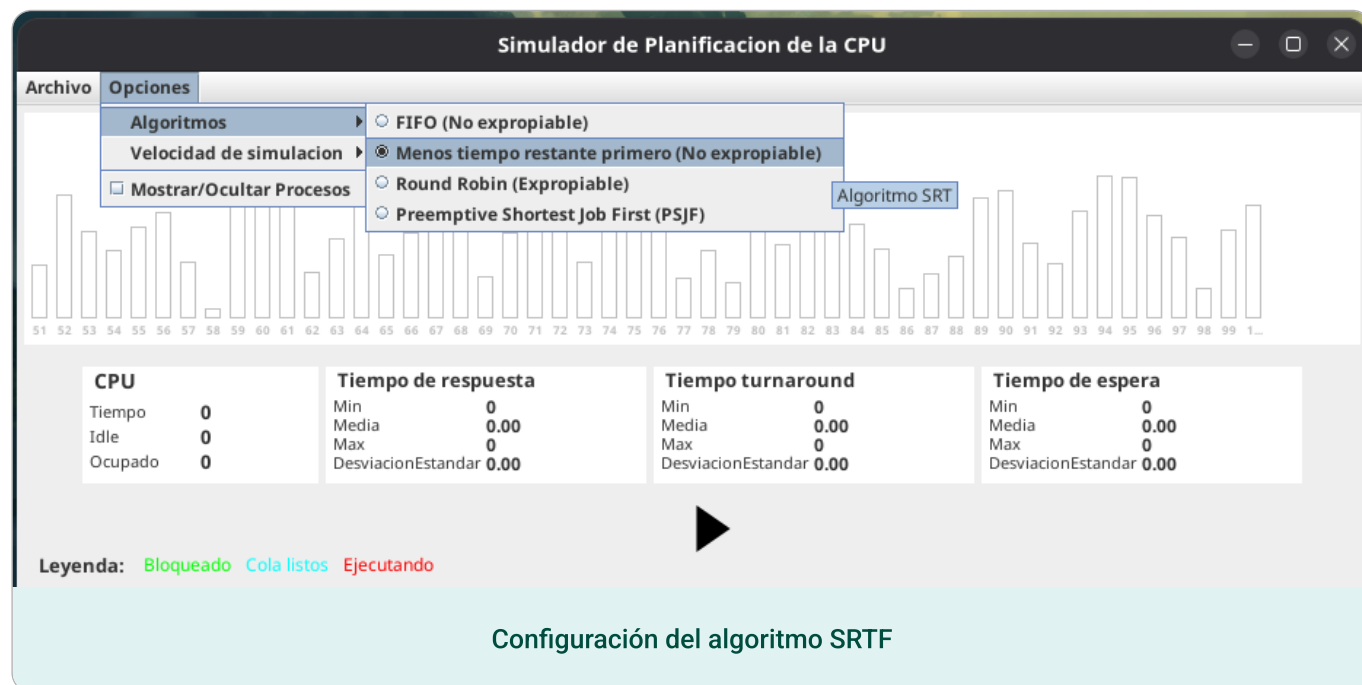 Simulador de Planificacion de la CPU
Archivo Opciones
Algoritmos
Velocidad de simulacion
Mostrar/Ocultar Procesos
FIFO (No expropiable)
Menos tiempo restante primero (No expropiable)
Round Robin (Expropiable)
Preemptive Shortest Job First (PSJF)
Algoritmo SRT
51 52 53 54 55 56 57 58 59 60 61 62 63 64 65 66 67 68 69 70 71 72 73 74 75 76 77 78 79 80 81 82 83 84 85 86 87 88 89 90 91 92 93 94 95 96 97 98 99 1...
CPU
Tiempo 0
Idle 0
Ocupado 0
Tiempo de respuesta
Min 0
Media 0.00
Max 0
DesviacionEstandar 0.00
Tiempo turnaround
Min 0
Media 0.00
Max 0
DesviacionEstandar 0.00
Tiempo de espera
Min 0
Media 0.00
Max 0
DesviacionEstandar 0.00
Leyenda: Bloqueado Cola listos Ejecutando
Configuración del algoritmo SRTF